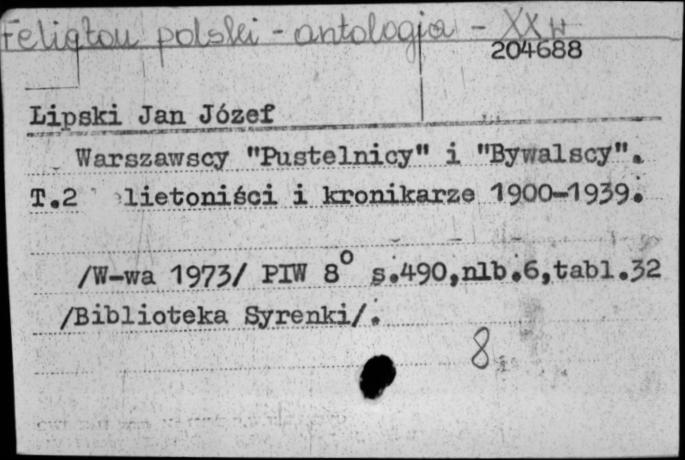 Felieton polski - antologia - XX w
204688
Lipski Jan Józef
Warszawscy "Pustelnicy" i "Bywalscy".
T.2 lietoniści i kronikarze 1900-1939.
/W-wa 1973/ PIW 8° s.490,nlb.6,tabl.32
/Biblioteka Syrenki/.
8